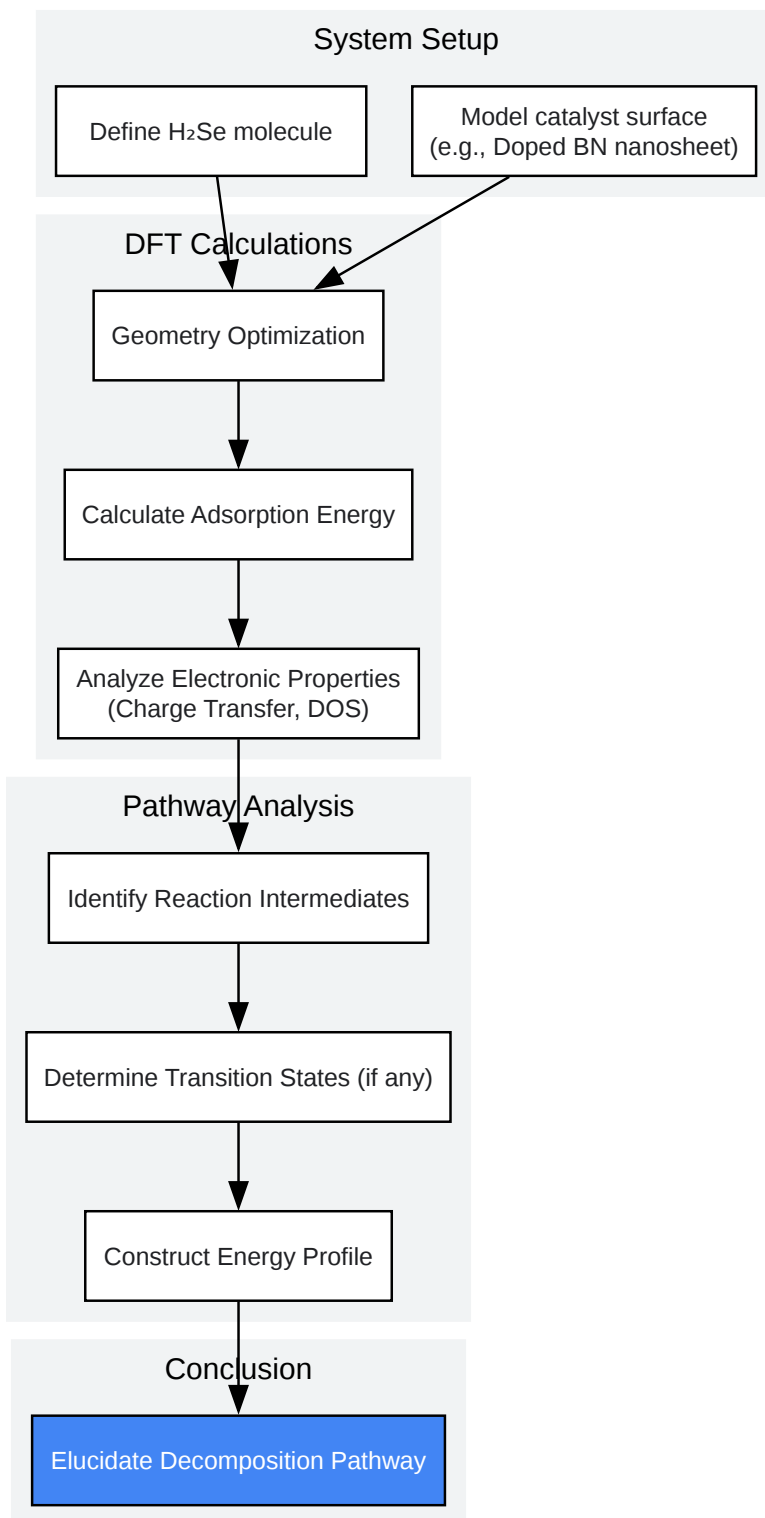 System Setup
Define H₂Se molecule
Model catalyst surface
(e.g., Doped BN nanosheet)
DFT Calculations
Geometry Optimization
Calculate Adsorption Energy
Analyze Electronic Properties
(Charge Transfer, DOS)
Pathway Analysis
Identify Reaction Intermediates
Determine Transition States (if any)
Construct Energy Profile
Conclusion
Elucidate Decomposition Pathway